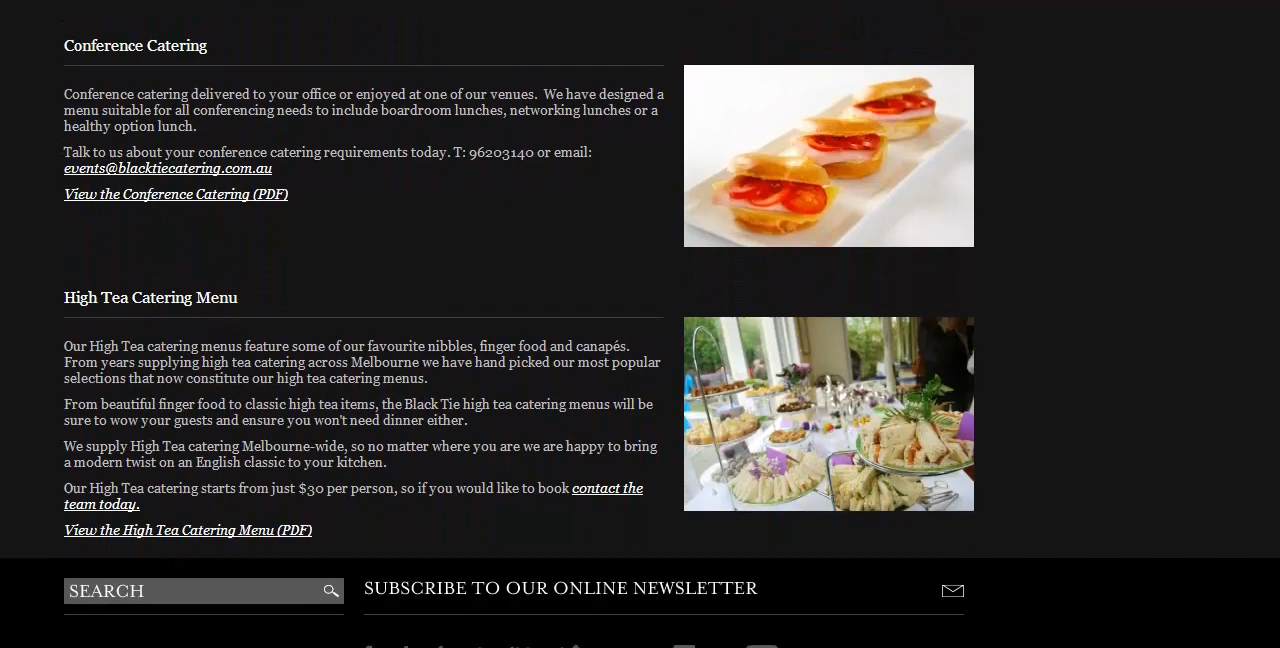 Conference Catering
Conference catering delivered to your office or enjoyed at one of our venues.  We have designed a
menu suitable for all conferencing needs to include boardroom lunches, networking lunches or a
healthy option lunch.
Talk to us about your conference catering requirements today. T: 96203140 or email:
events@blacktiecatering.com.au
View the Conference Catering (PDF)
High Tea Catering Menu
Our High Tea catering menus feature some of our favourite nibbles, finger food and canapés.
From years supplying high tea catering across Melbourne we have hand picked our most popular
selections that now constitute our high tea catering menus.
From beautiful finger food to classic high tea items, the Black Tie high tea catering menus will be
sure to wow your guests and ensure you won't need dinner either.
We supply High Tea catering Melbourne-wide, so no matter where you are we are happy to bring
a modern twist on an English classic to your kitchen.
Our High Tea catering starts from just $30 per person, so if you would like to book contact the
team today.
View the High Tea Catering Menu (PDF)
SEARCH
SUBSCRIBE TO OUR ONLINE NEWSLETTER